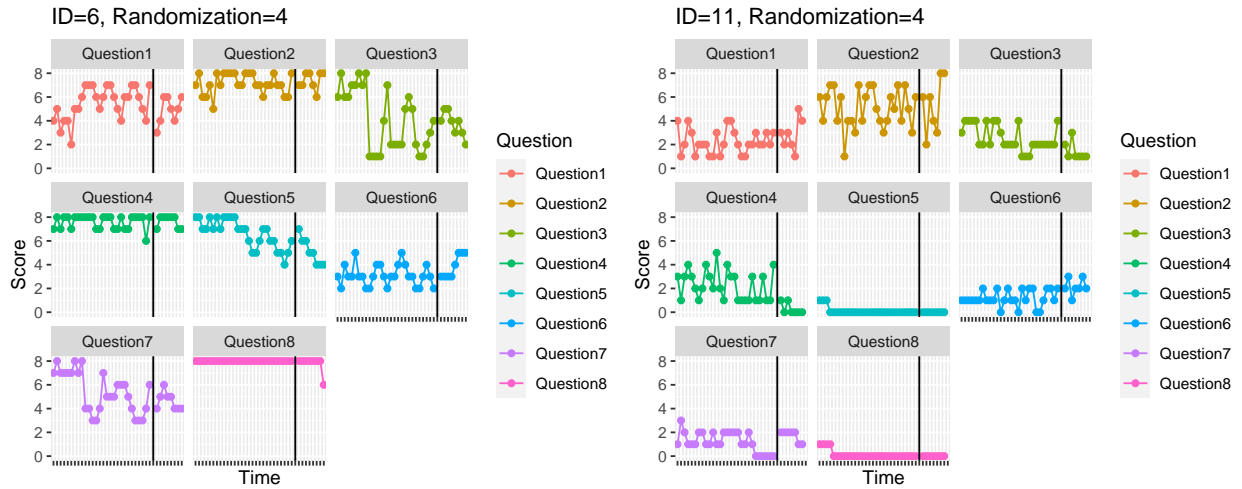 ID=6, Randomization=4
Question1 Question2 Question3
8
6
4
2
0
Question4 Question5 Question6
8
6
4
2
0
Question7 Question8
8
6
4
2
0
Score
Time
Question
Question1
Question2
Question3
Question4
Question5
Question6
Question7
Question8
ID=11, Randomization=4
Question1 Question2 Question3
8
6
4
2
0
Question4 Question5 Question6
8
6
4
2
0
Question7 Question8
8
6
4
2
0
Score
Time
Question
Question1
Question2
Question3
Question4
Question5
Question6
Question7
Question8